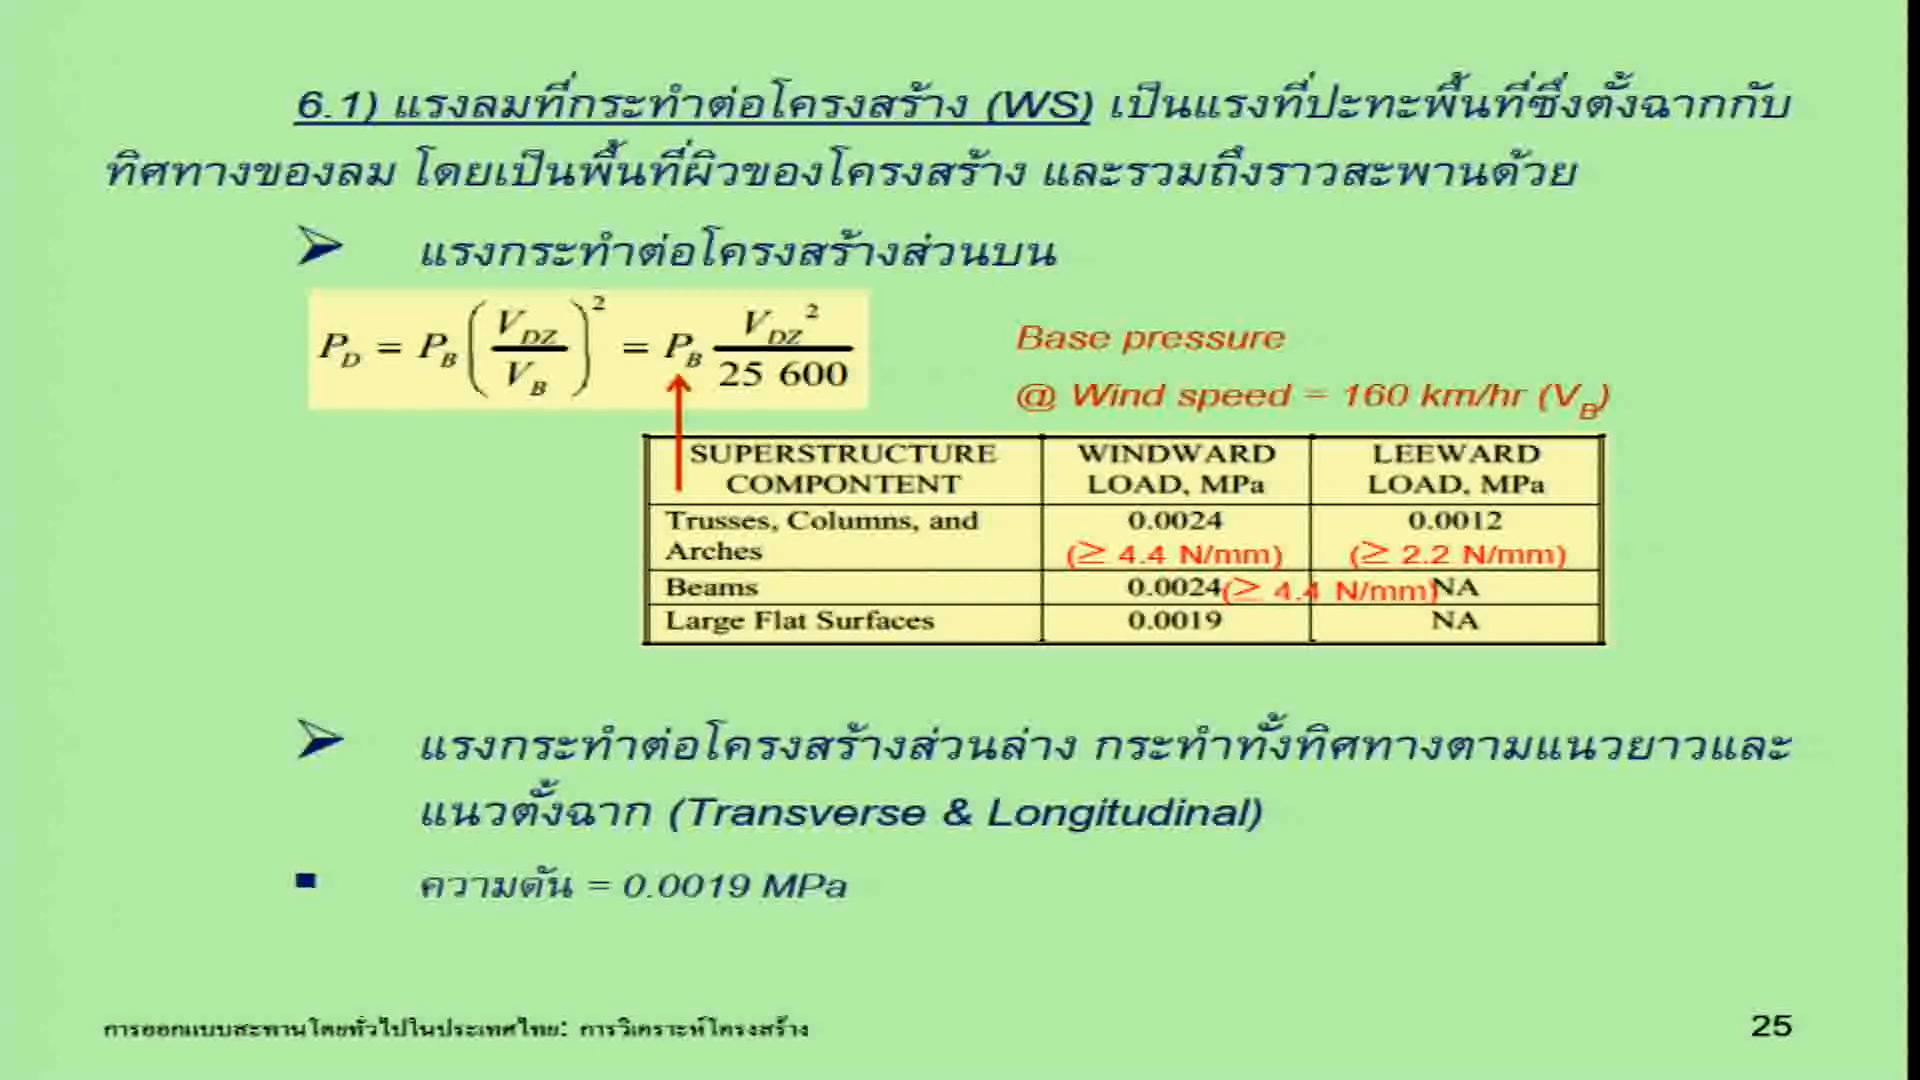 6.1) แรงลมที่กระทำต่อโครงสร้าง (WS) เป็นแรงที่ปะทะพื้นที่ซึ่งตั้งฉากกับ
ทิศทางของลม โดยเป็นพื้นที่ผิวของโครงสร้าง และรวมถึงราวสะพานด้วย
➢ แรงกระทำต่อโครงสร้างส่วนบน
P_D = P_B (V_DZ / V_B)^2 = P_B V_DZ^2 / 25 600
Base pressure
@ Wind speed = 160 km/hr (V_B)
SUPERSTRUCTURE COMPONTENT | WINDWARD LOAD, MPa | LEEWARD LOAD, MPa
Trusses, Columns, and Arches | 0.0024 (≥ 4.4 N/mm) | 0.0012 (≥ 2.2 N/mm)
Beams | 0.0024 (≥ 4.4 N/mm) | NA
Large Flat Surfaces | 0.0019 | NA
➢ แรงกระทำต่อโครงสร้างส่วนล่าง กระทำทั้งทิศทางตามแนวยาวและ
แนวตั้งฉาก (Transverse & Longitudinal)
▪ ความดัน = 0.0019 MPa
การออกแบบสะพานโดยทั่วไปในประเทศไทย: การวิเคราะห์โครงสร้าง
25